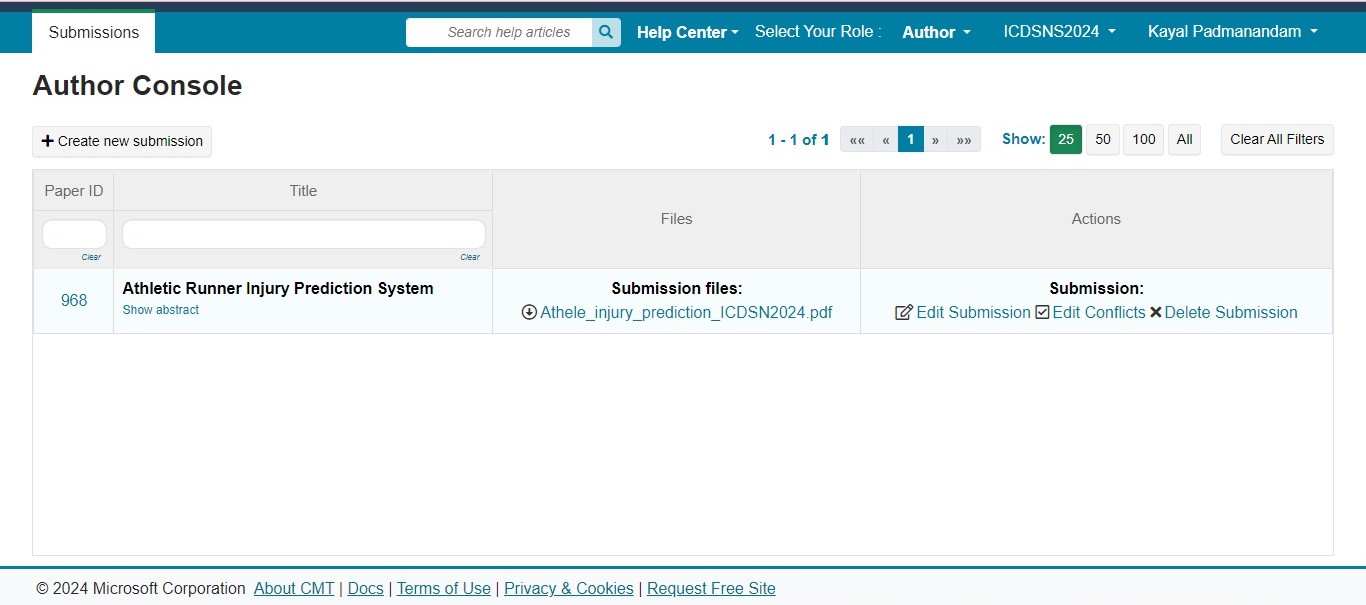 Submissions
Search help articles
Help Center
Select Your Role :
Author
ICDSNS2024
Kayal Padmanandam
Author Console
Create new submission
1 - 1 of 1
«« « 1 » »»
Show: 25 50 100 All
Clear All Filters
Paper ID
Title
Files
Actions
Clear
Clear
968
Athletic Runner Injury Prediction System
Show abstract
Submission files:
Athele_injury_prediction_ICDSN2024.pdf
Submission:
Edit Submission Edit Conflicts Delete Submission
© 2024 Microsoft Corporation About CMT | Docs | Terms of Use | Privacy & Cookies | Request Free Site